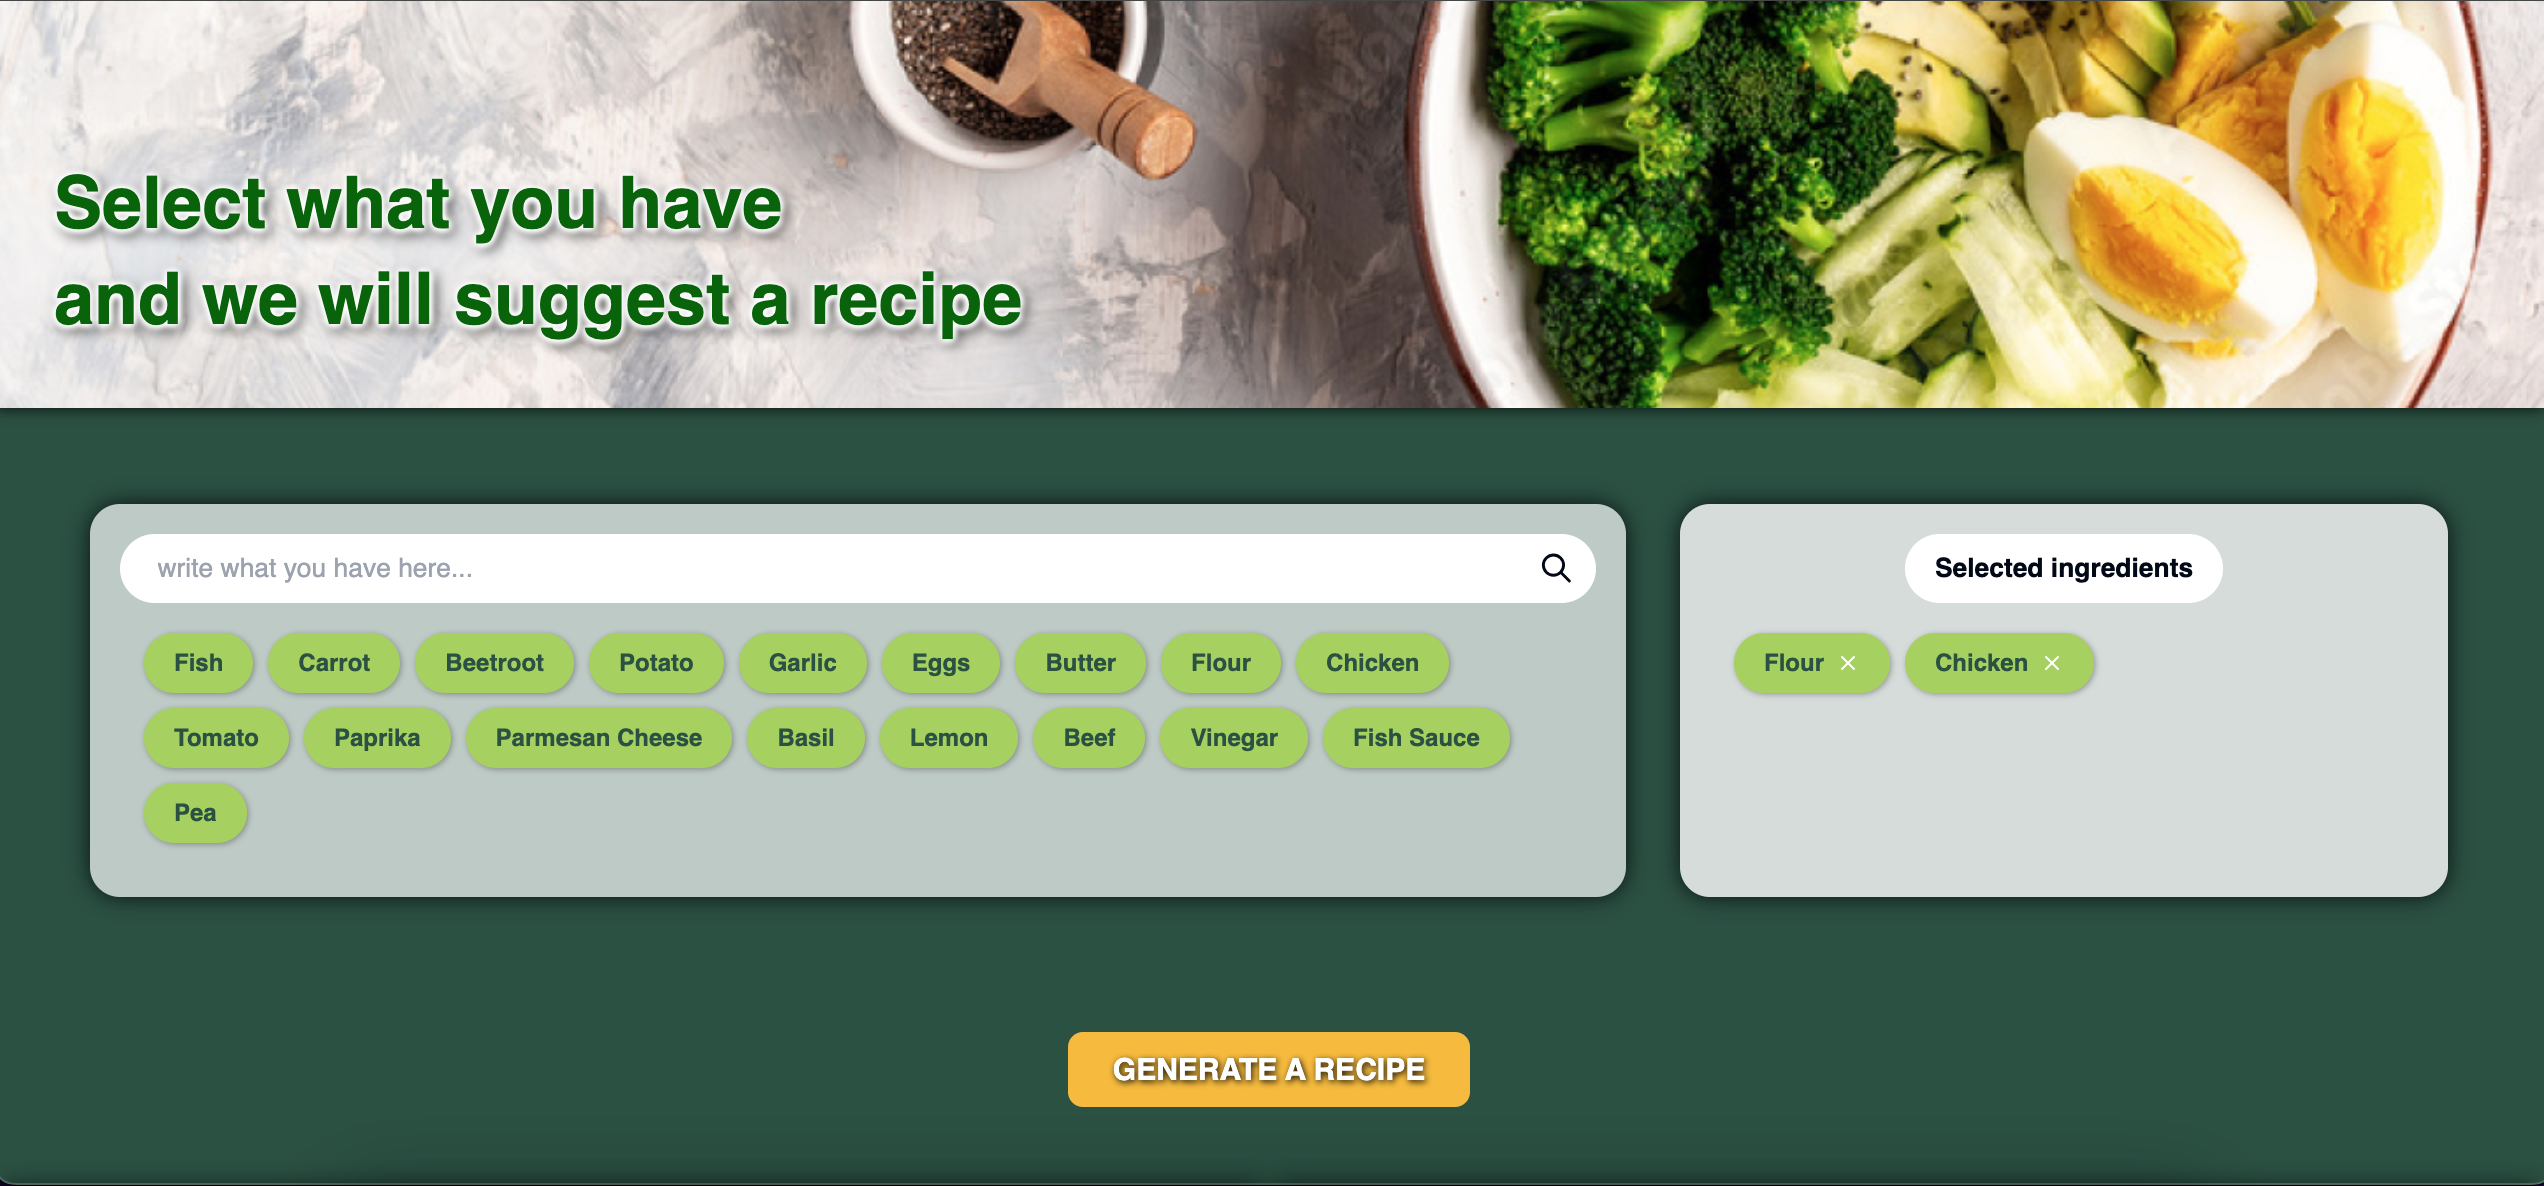 Select what you have
and we will suggest a recipe
write what you have here...
Fish Carrot Beetroot Potato Garlic Eggs Butter Flour Chicken
Tomato Paprika Parmesan Cheese Basil Lemon Beef Vinegar Fish Sauce
Pea
Selected ingredients
Flour Chicken
GENERATE A RECIPE